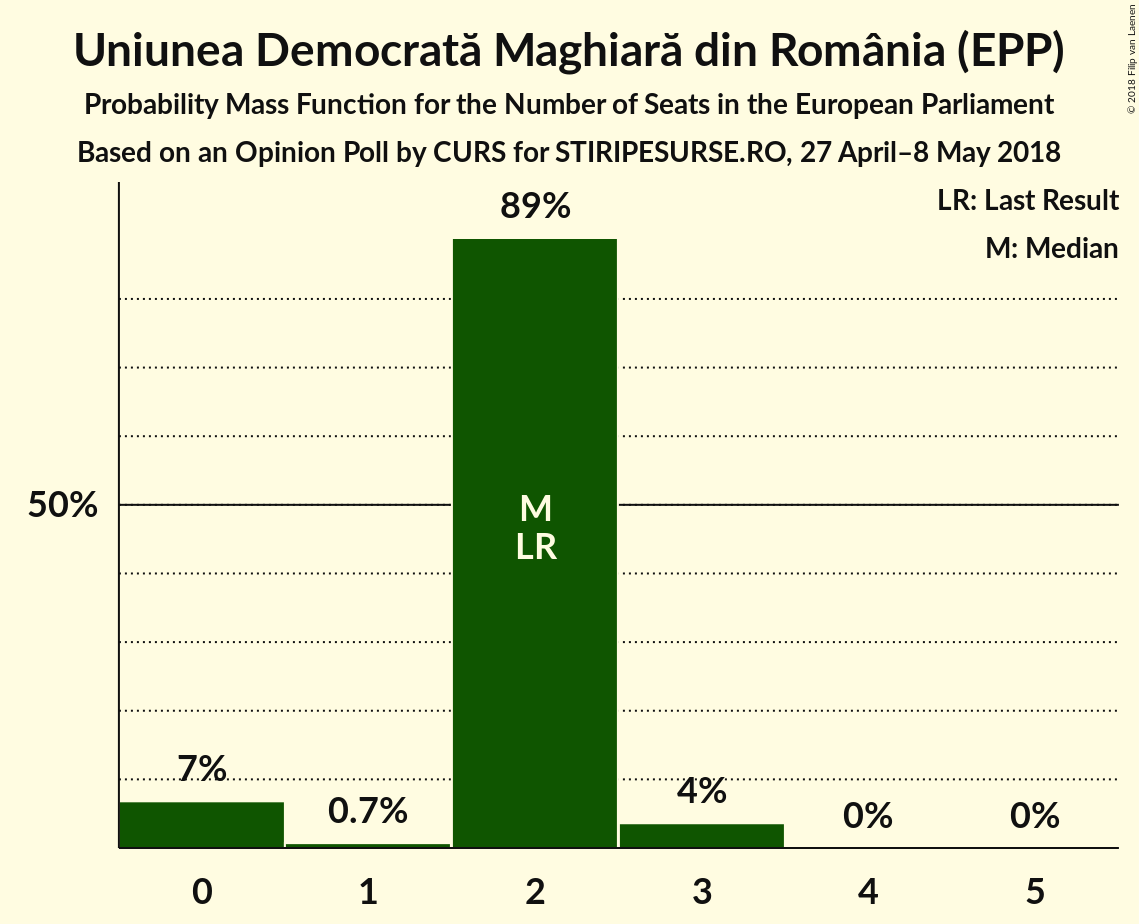 Uniunea Democrată Maghiară din România (EPP)
Probability Mass Function for the Number of Seats in the European Parliament
Based on an Opinion Poll by CURS for STIRIPESURSE.RO, 27 April–8 May 2018
© 2018 Filip van Laenen
LR: Last Result
M: Median
89%
50%
M
LR
7%
0.7%
4%
0%
0%
0
1
2
3
4
5